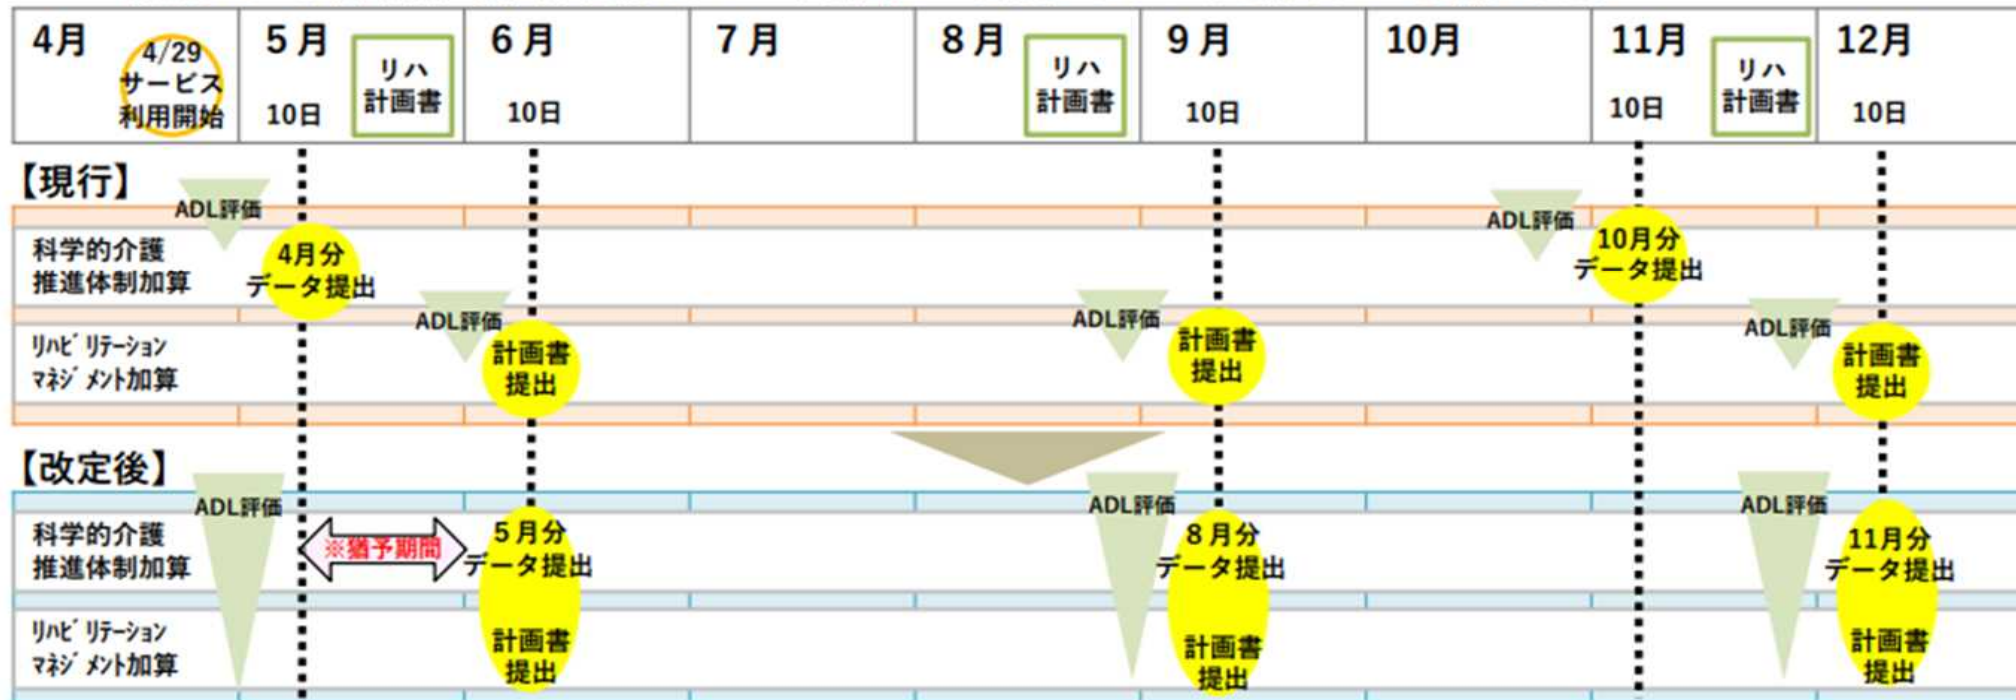 4月
4/29
サービス
利用開始
5月
10日
リハ
計画書
6月
10日
7月
8月
リハ
計画書
9月
10日
10月
11月
10日
リハ
計画書
12月
10日
【現行】
ADL評価
ADL評価
科学的介護
推進体制加算
4月分
データ提出
10月分
データ提出
ADL評価
ADL評価
ADL評価
ﾘﾊﾋﾞﾘﾃｰｼｮﾝ
ﾏﾈｼﾞﾒﾝﾄ加算
計画書
提出
計画書
提出
計画書
提出
【改定後】
ADL評価
ADL評価
ADL評価
科学的介護
推進体制加算
※猶予期間
5月分
データ提出
8月分
データ提出
11月分
データ提出
ﾘﾊﾋﾞﾘﾃｰｼｮﾝ
ﾏﾈｼﾞﾒﾝﾄ加算
計画書
提出
計画書
提出
計画書
提出